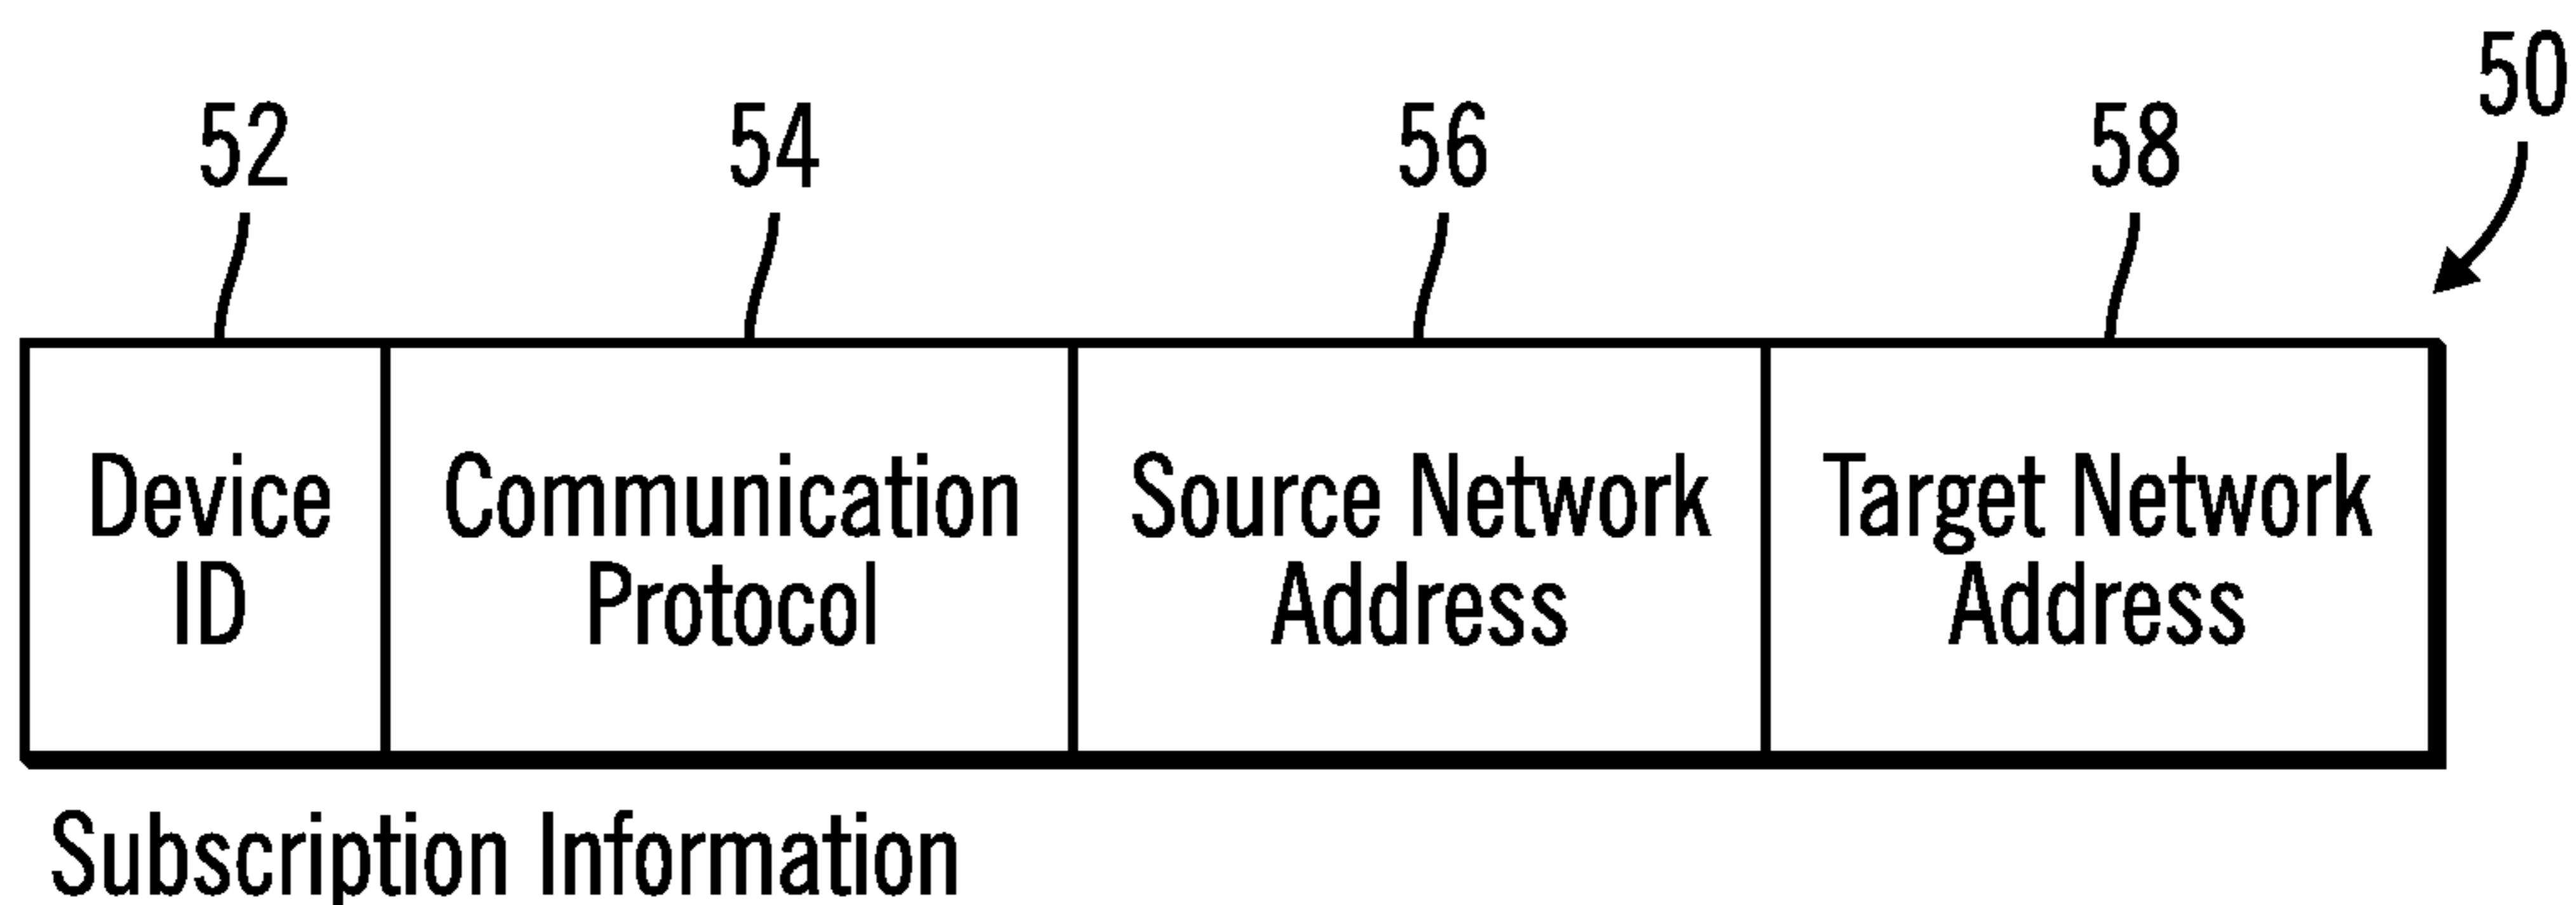 50
52
54
56
58
Device
ID
Communication
Protocol
Source Network
Address
Target Network
Address
Subscription Information